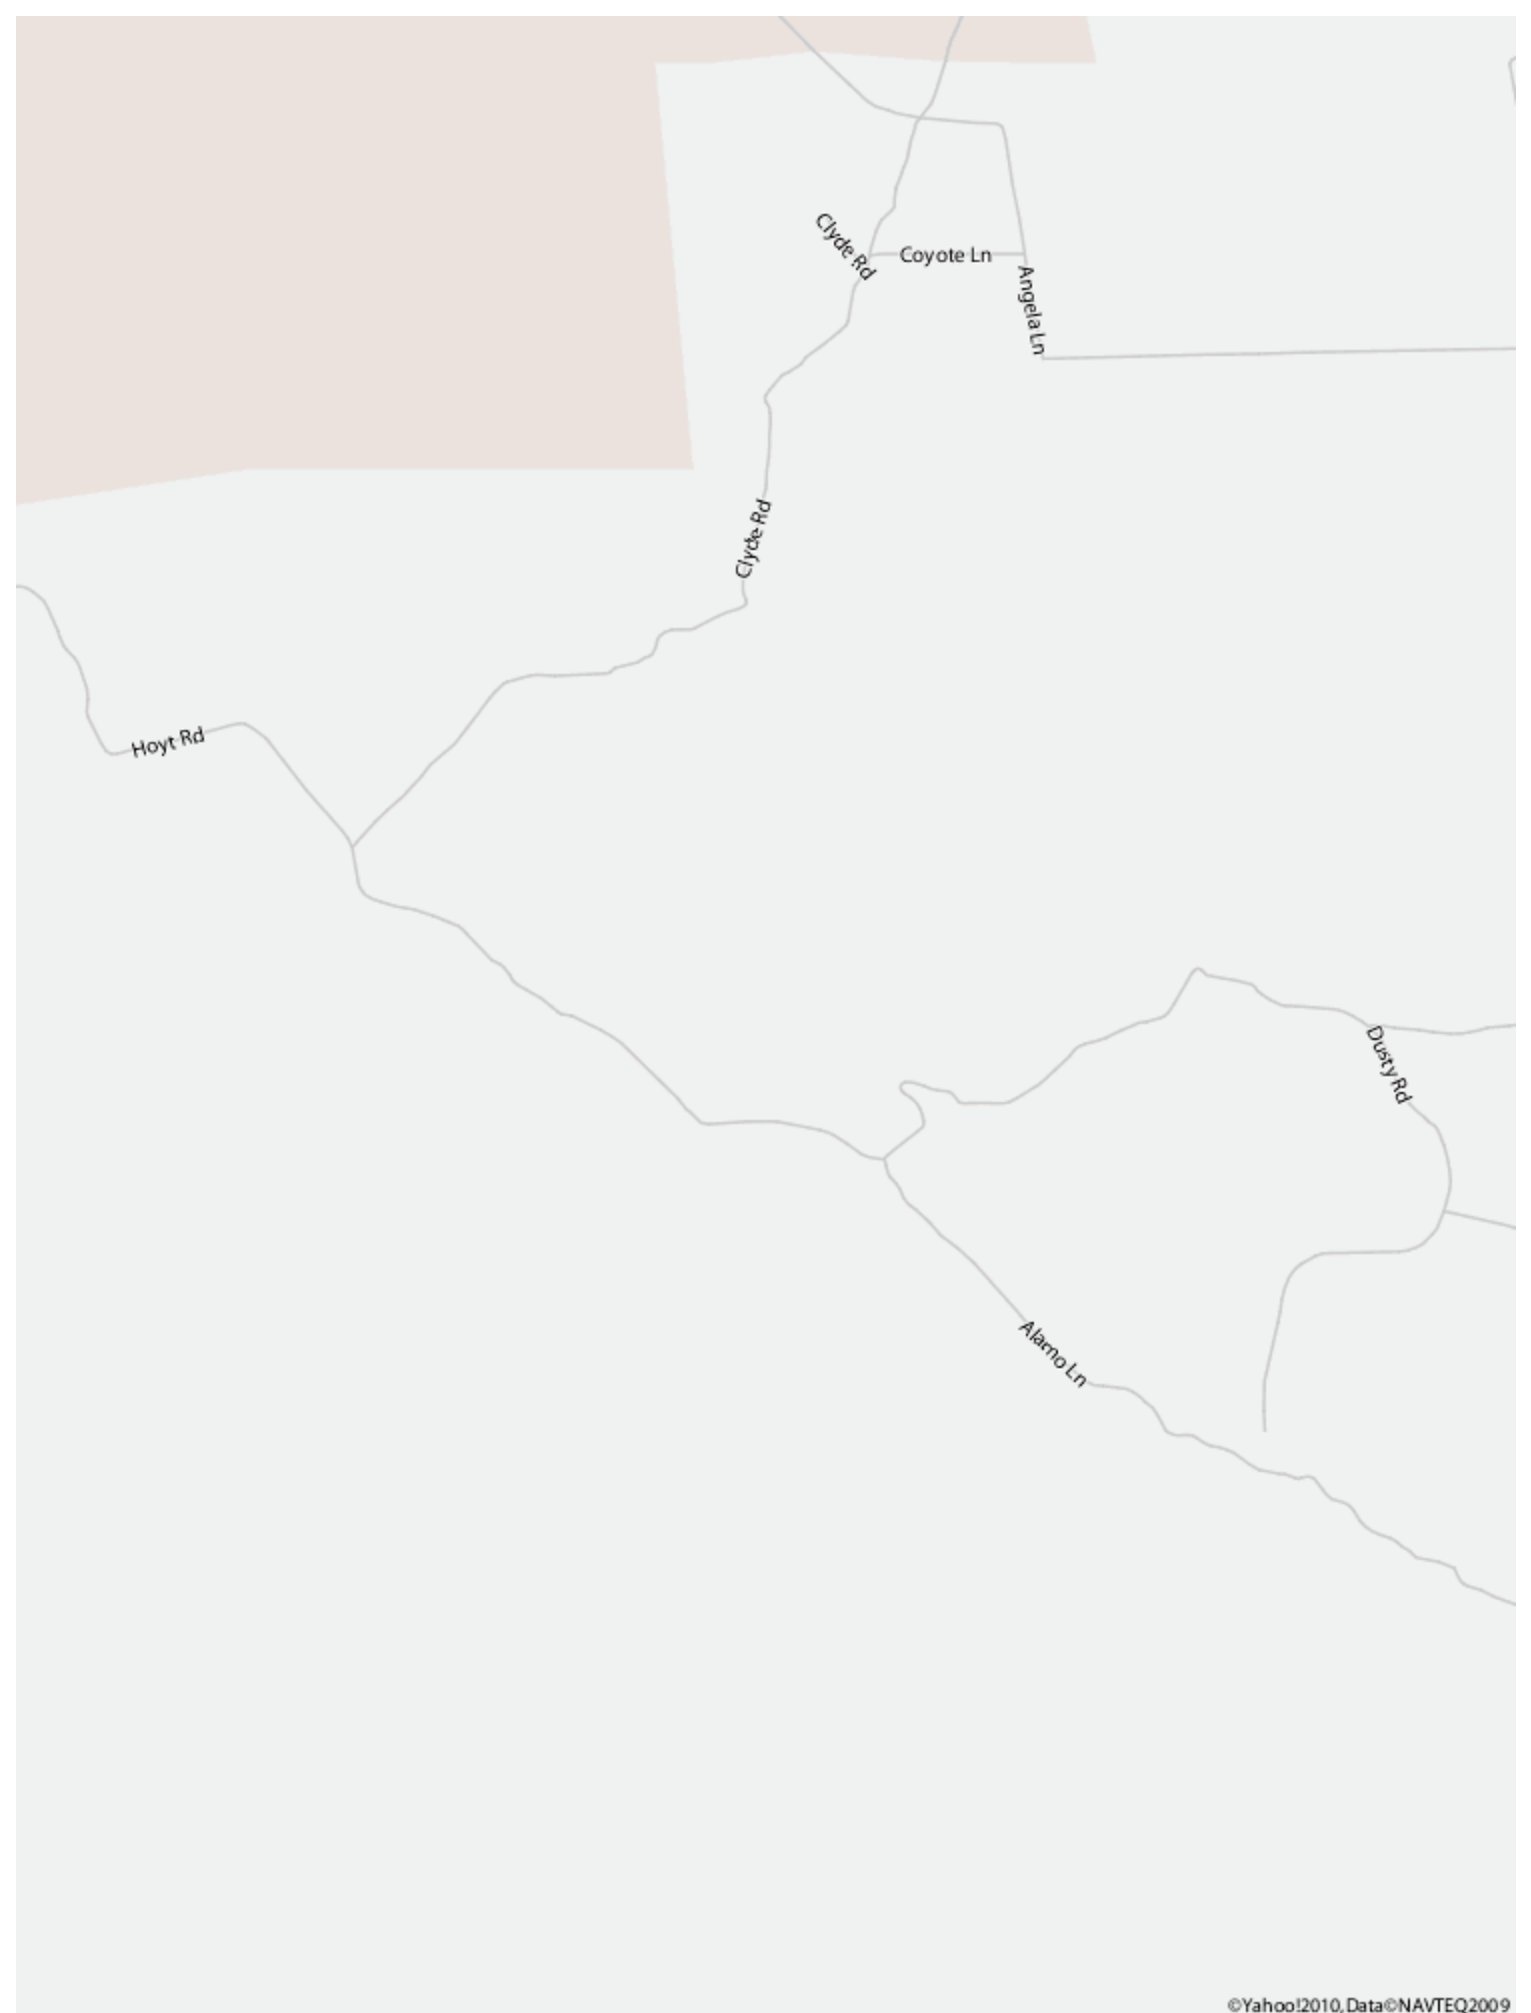 Clyde Rd
Coyote Ln
Angela Ln
Clyde Rd
Hoyt Rd
Dusty Rd
Alamo Ln
©Yahoo!2010,Data©NAVTEQ2009